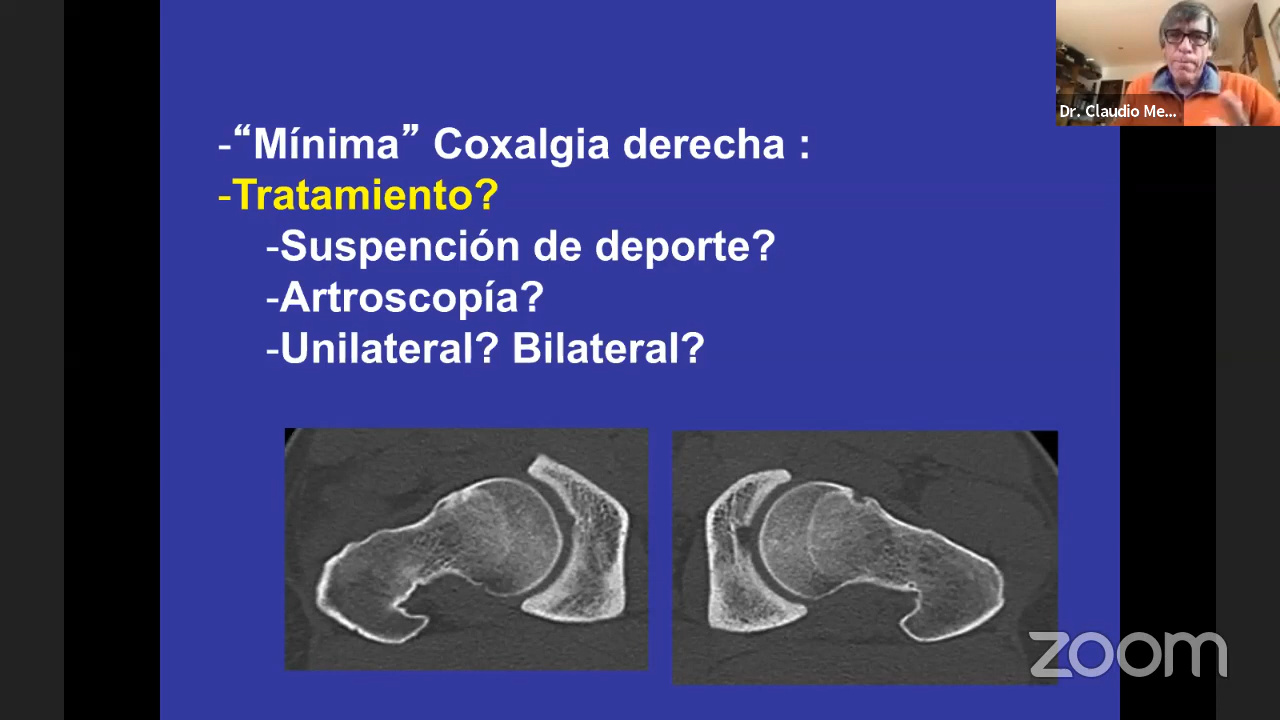 -“Mínima” Coxalgia derecha :
-Tratamiento?
-Suspención de deporte?
-Artroscopía?
-Unilateral? Bilateral?
Dr. Claudio Me...
zoom